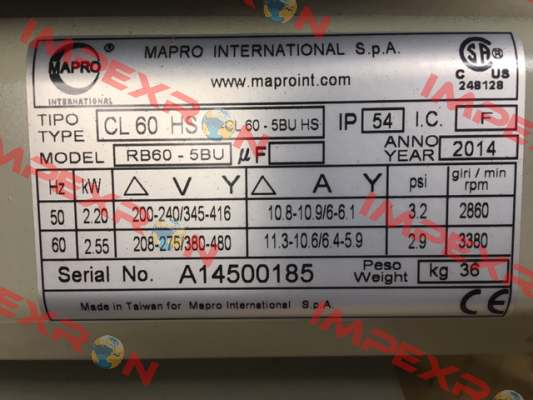 MAPRO
®
INTERNATIONAL
MAPRO INTERNATIONAL S.p.A.
www.maproint.com
C US
248128
TIPO TYPE CL 60 HS CL 60 - 5BU HS IP 54 I.C. F
MODEL RB60 - 5BU µF ANNO YEAR 2014
Hz kW △ V Y △ A Y psi giri / min rpm
50 2.20 200-240/345-416 10.8-10.9/6-6.1 3.2 2860
60 2.55 208-275/380-480 11.3-10.6/6.4-5.9 2.9 3380
Serial No. A14500185 Peso Weight kg 36
Made in Taiwan for Mapro International S.p.A. CE
IMPEXRON
IMPEXRON
IMPEXRON